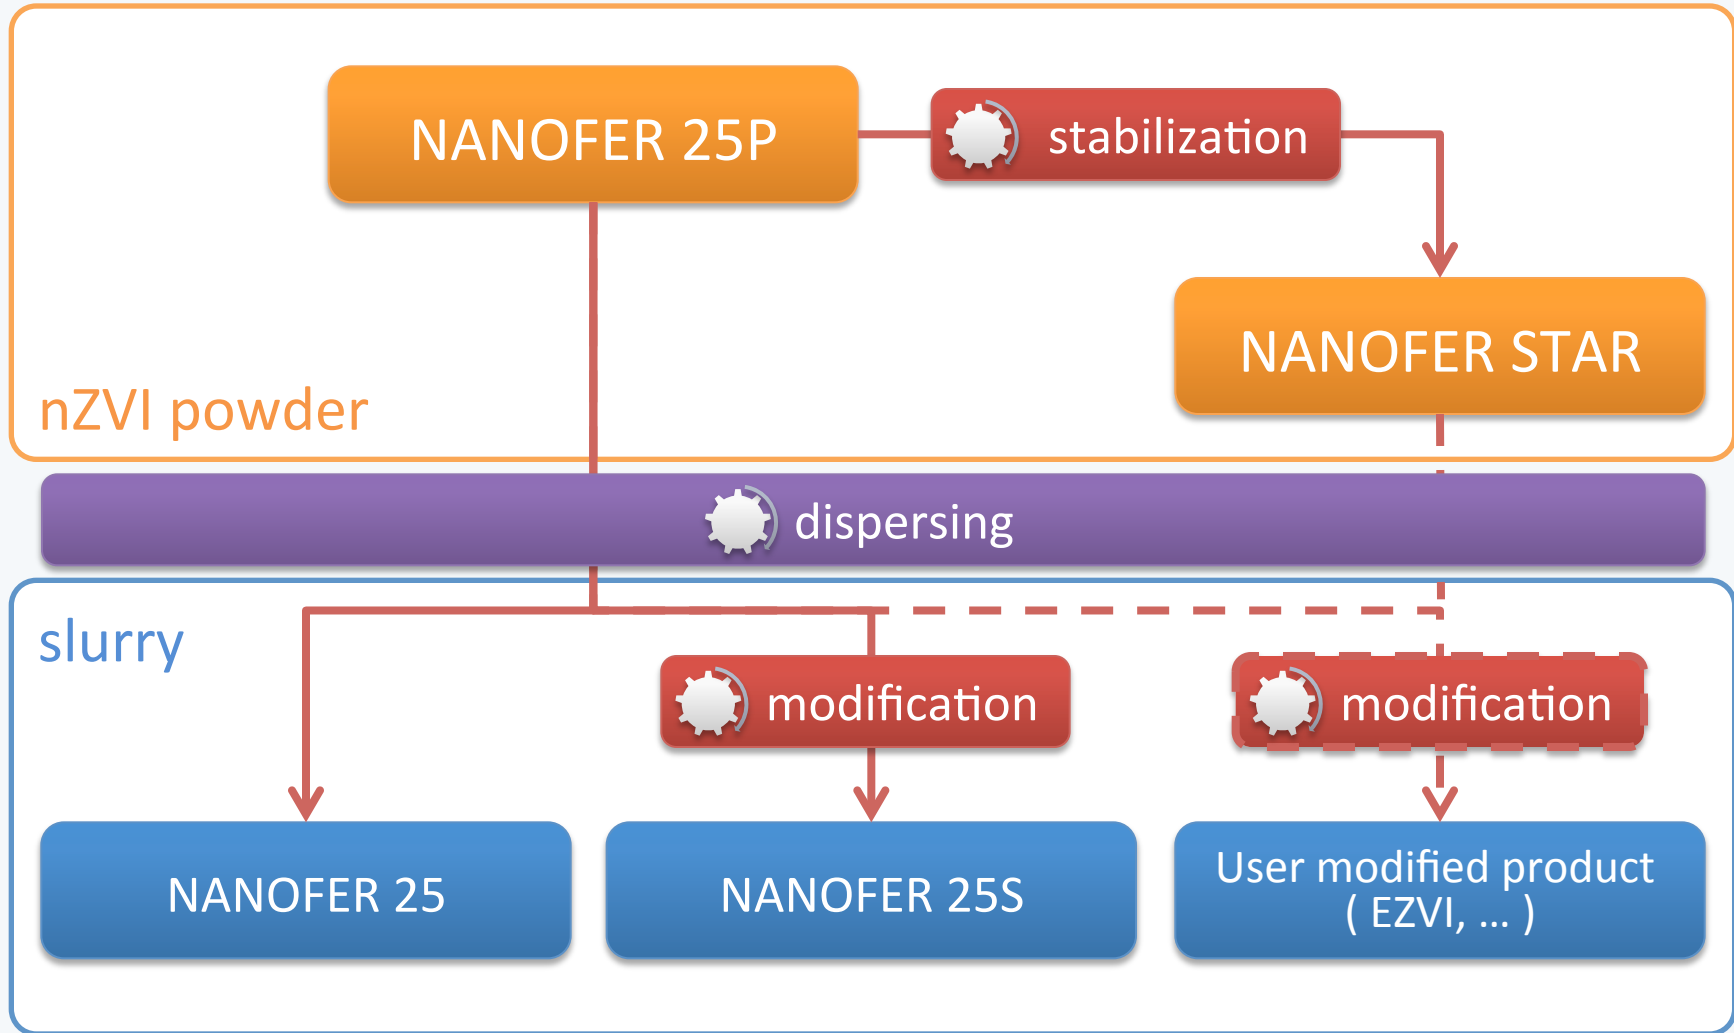 NANOFER 25P
stabilization
NANOFER STAR
nZVI powder
dispersing
slurry
modification
modification
NANOFER 25
NANOFER 25S
User modified product
( EZVI, ... )